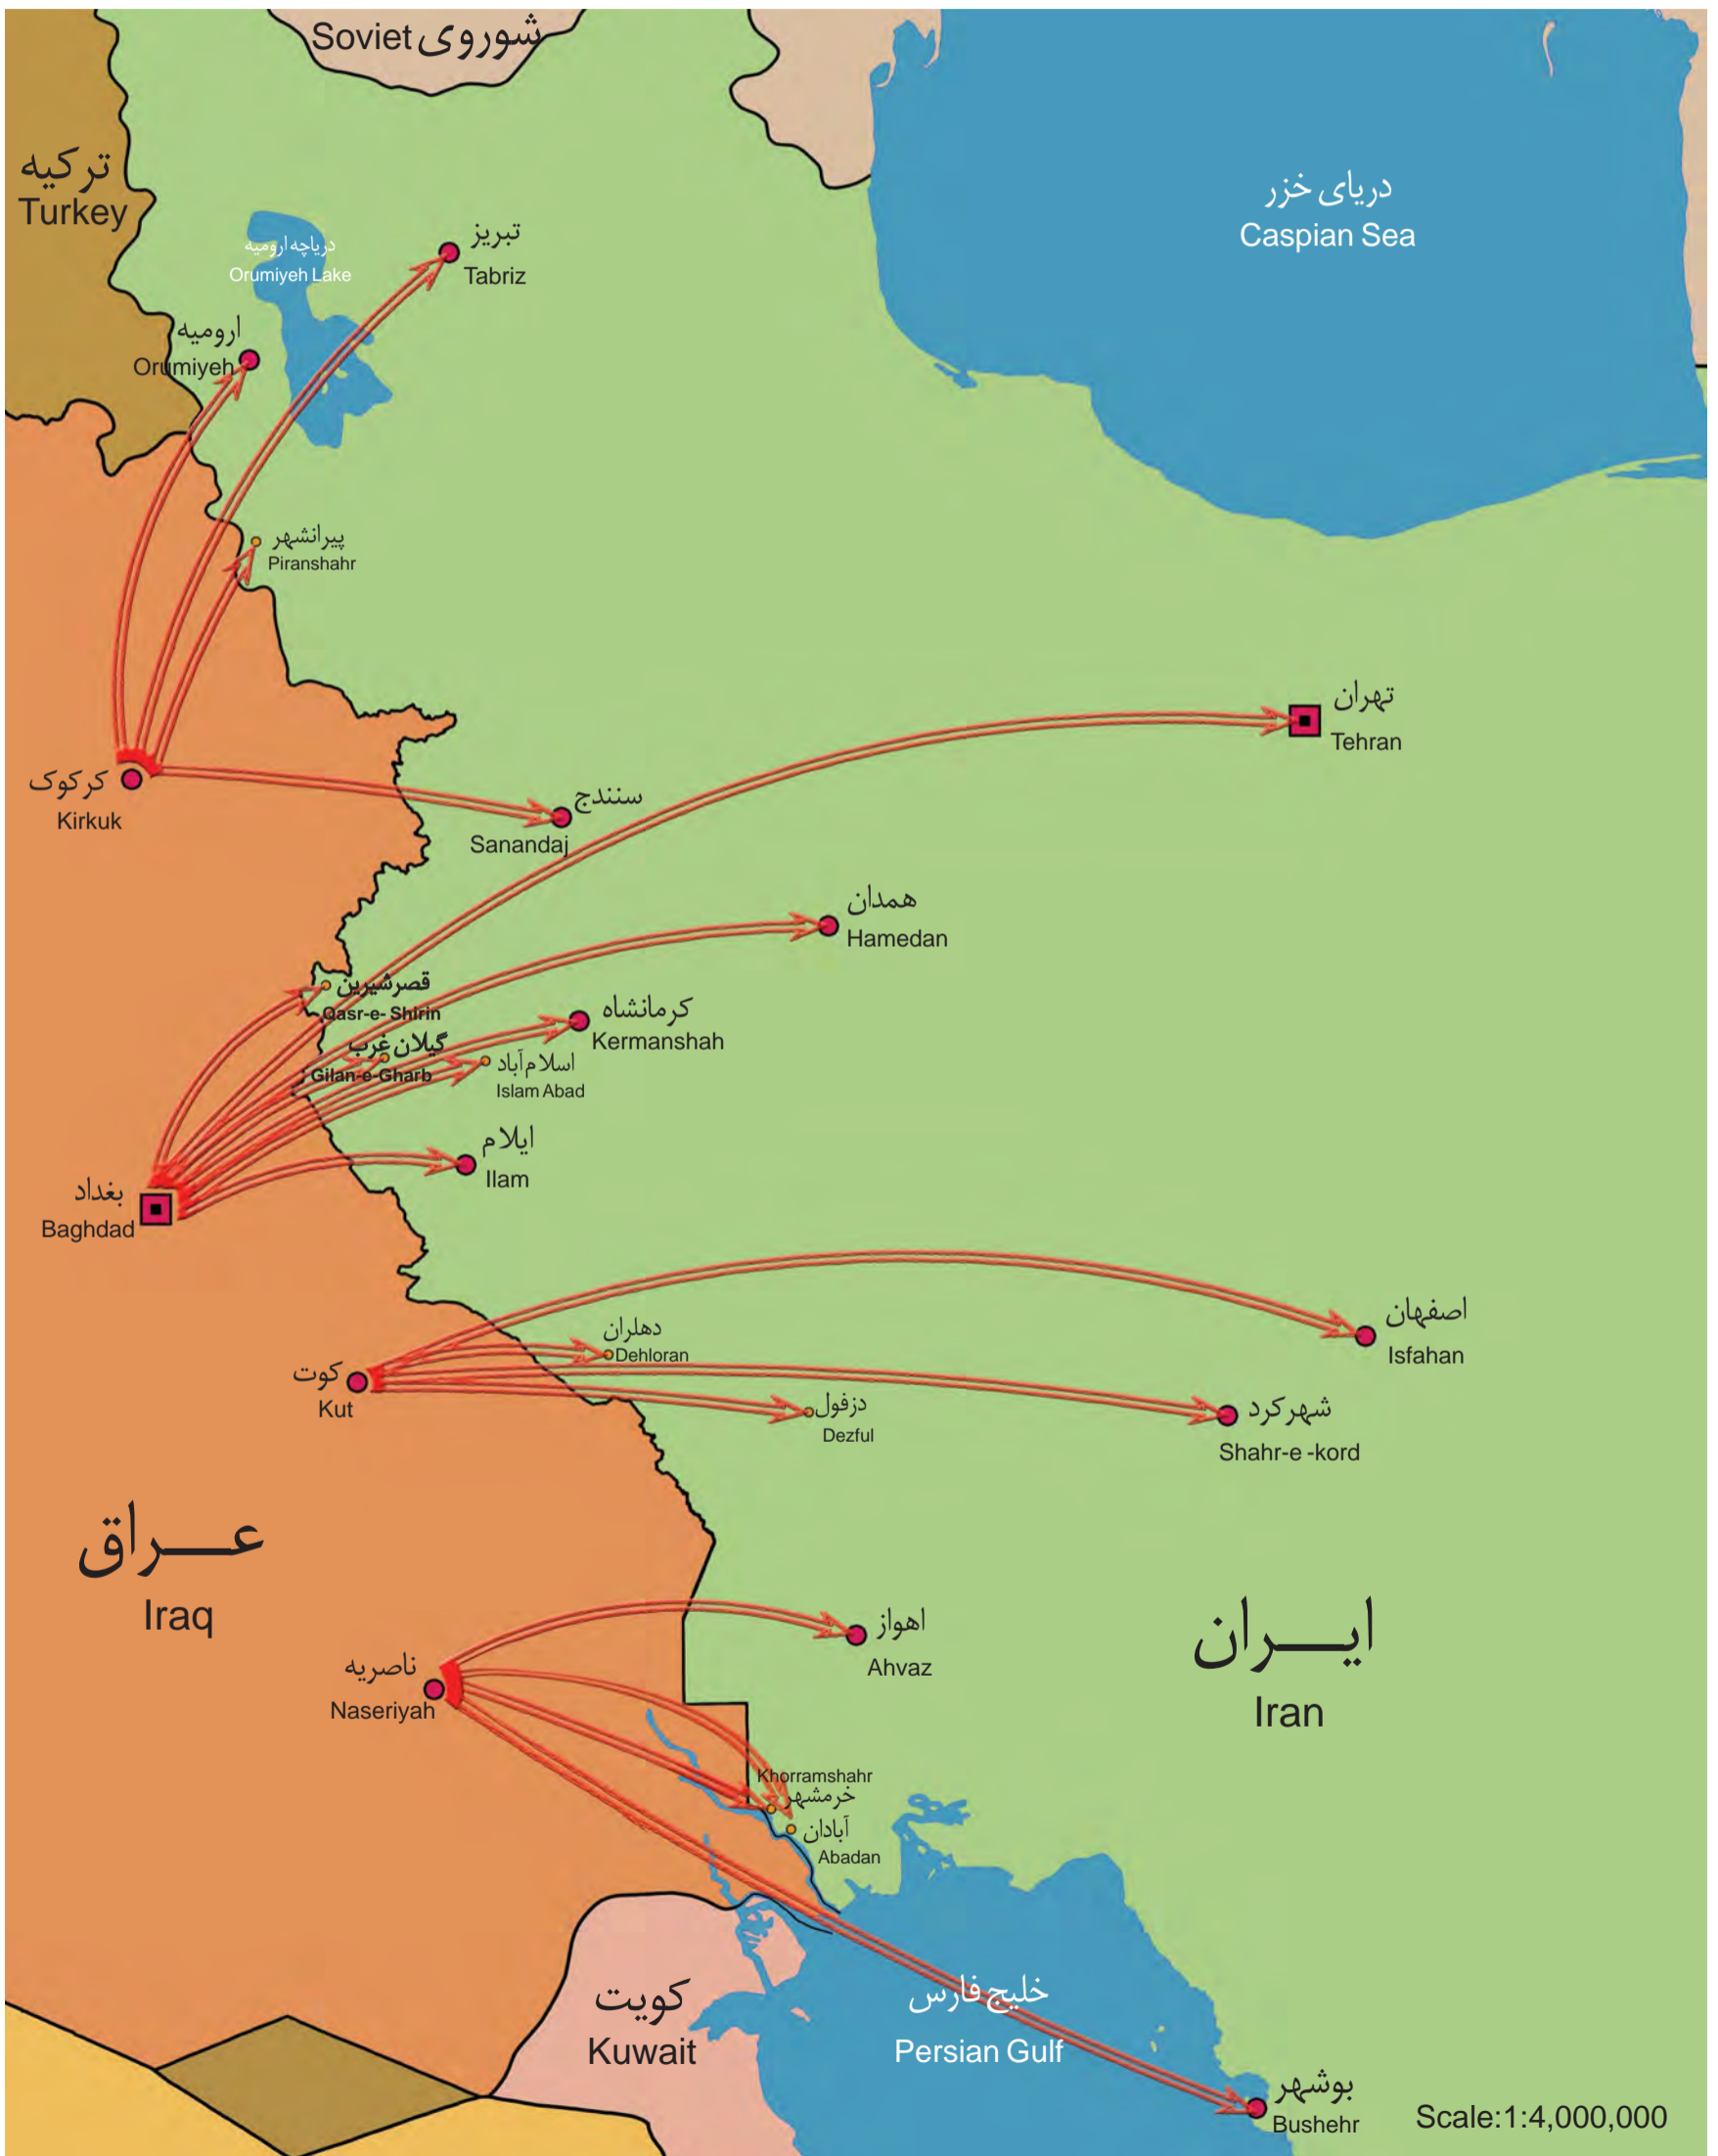 شوروی Soviet
ترکیه
Turkey
دریای خزر
Caspian Sea
دریاچه ارومیه
Orumiyeh Lake
تبریز
Tabriz
ارومیه
Orumiyeh
پیرانشهر
Piranshahr
تهران
Tehran
کرکوک
Kirkuk
سنندج
Sanandaj
همدان
Hamedan
قصرشیرین
Qasr-e- Shirin
کرمانشاه
Kermanshah
گیلان غرب
Gilan-e-Gharb
اسلام‌آباد
Islam Abad
ایلام
Ilam
بغداد
Baghdad
اصفهان
Isfahan
دهلران
Dehloran
کوت
Kut
دزفول
Dezful
شهرکرد
Shahr-e -kord
عــراق
Iraq
ایــران
Iran
اهواز
Ahvaz
ناصریه
Naseriyah
Khorramshahr
خرمشهر
آبادان
Abadan
کویت
Kuwait
خلیج فارس
Persian Gulf
بوشهر
Bushehr
Scale:1:4,000,000